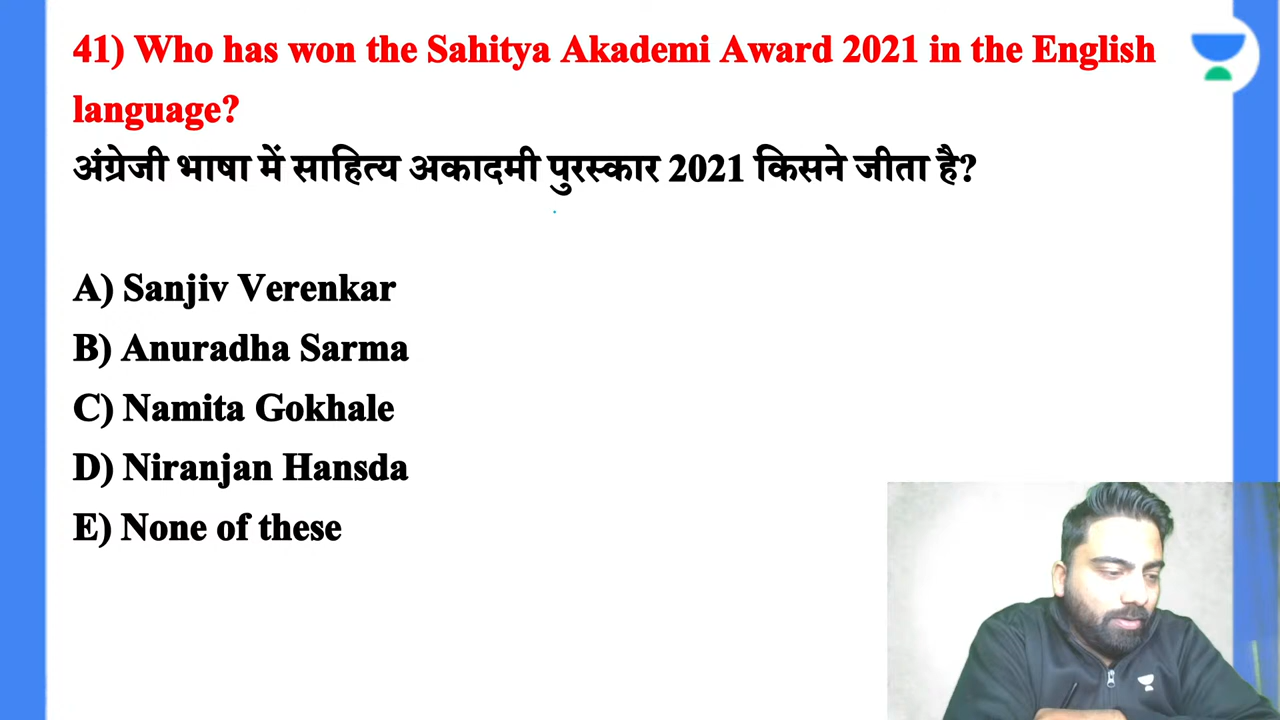 41) Who has won the Sahitya Akademi Award 2021 in the English
language?
अंग्रेजी भाषा में साहित्य अकादमी पुरस्कार 2021 किसने जीता है?
A) Sanjiv Verenkar
B) Anuradha Sarma
C) Namita Gokhale
D) Niranjan Hansda
E) None of these